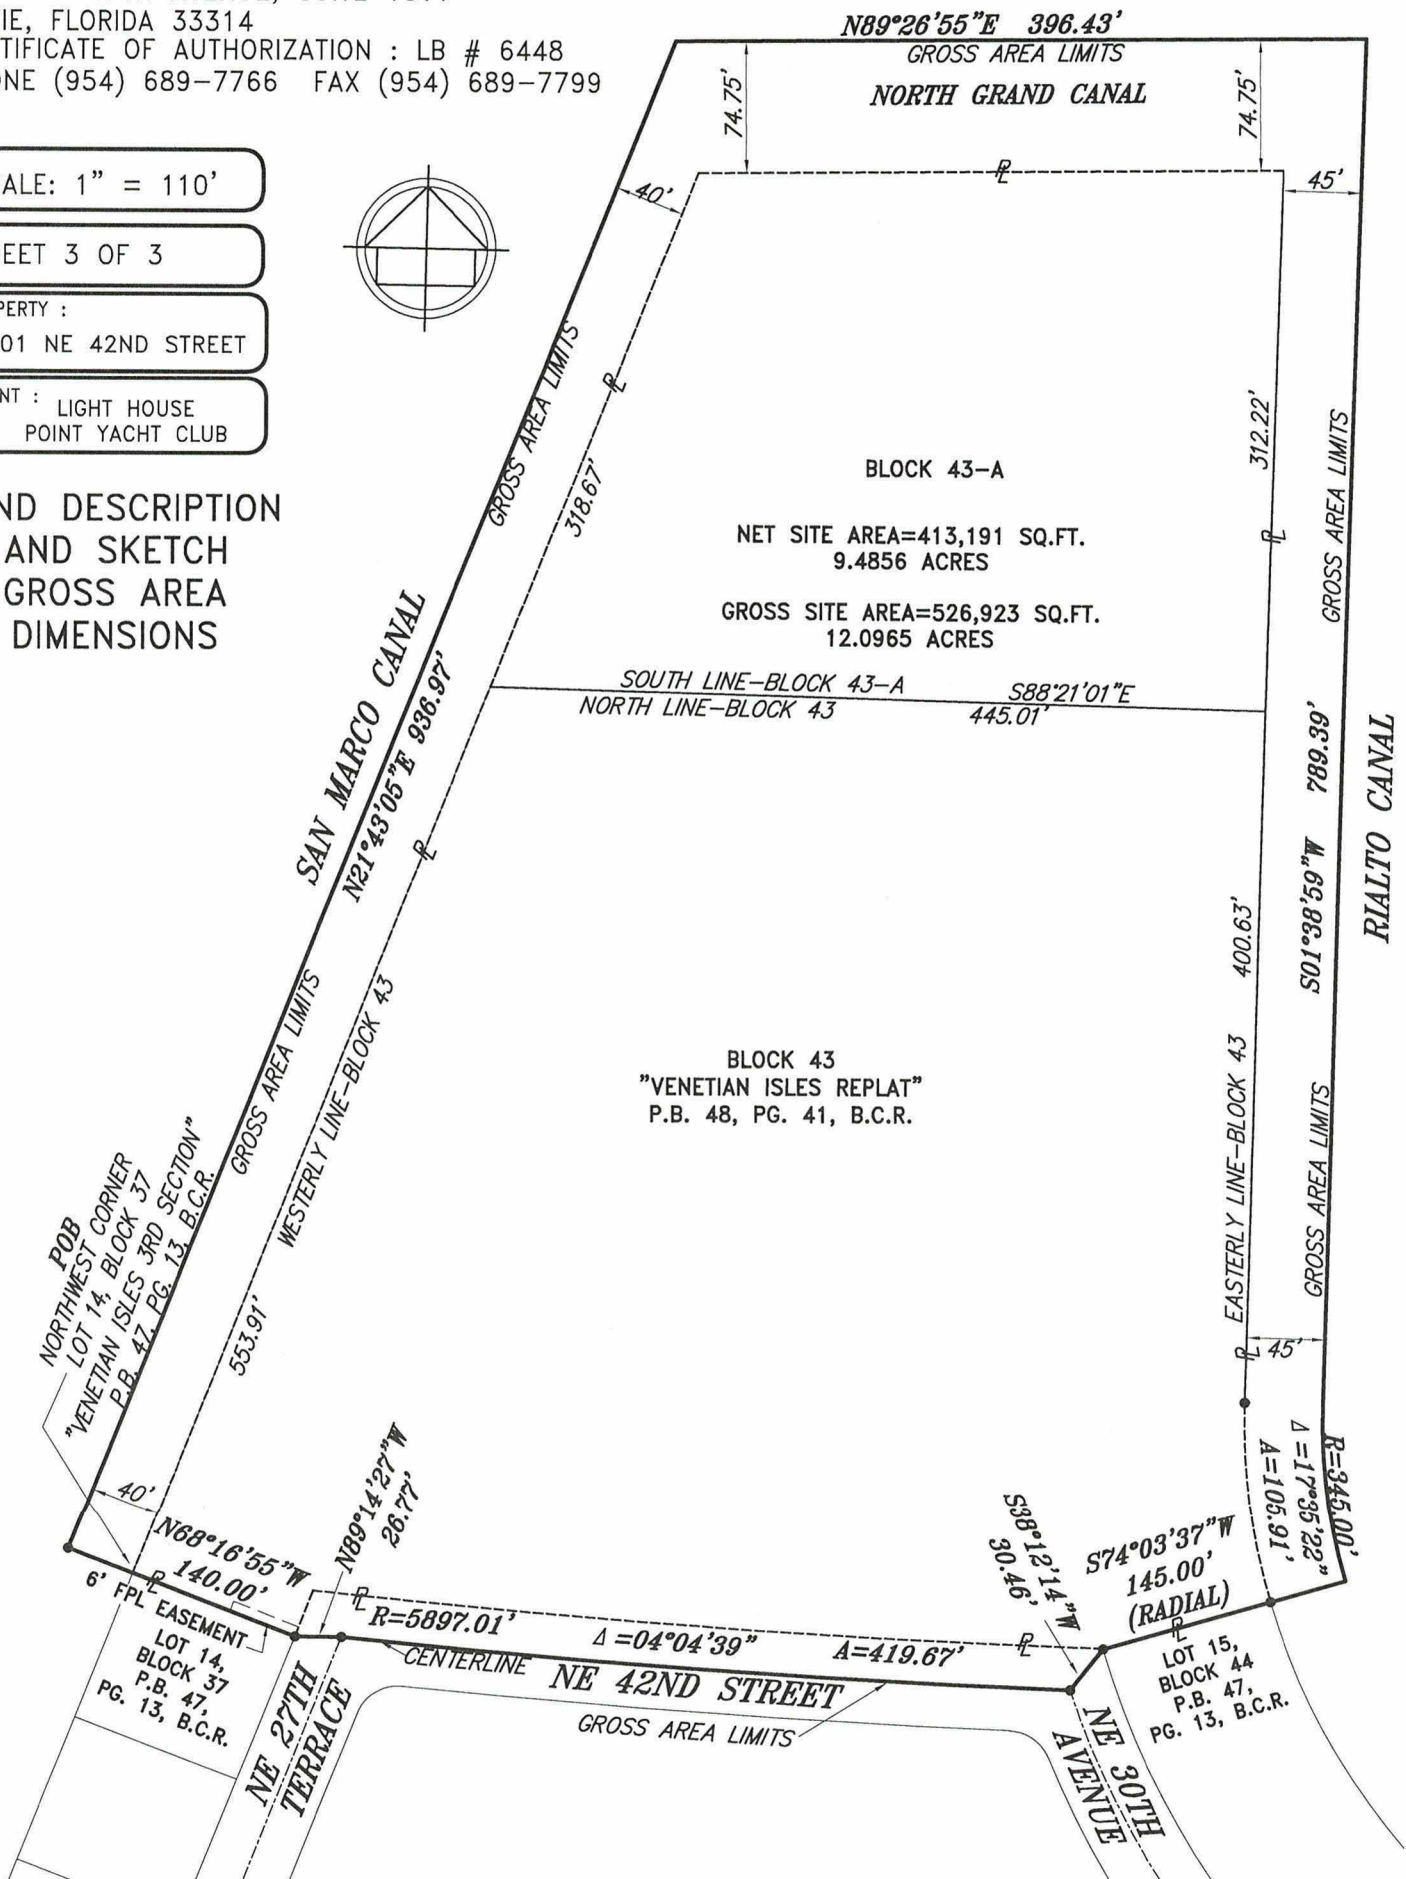 IE, FLORIDA 33314
TIFICATE OF AUTHORIZATION : LB # 6448
ONE (954) 689-7766 FAX (954) 689-7799
ALE: 1" = 110'
EET 3 OF 3
PERTY :
01 NE 42ND STREET
NT : LIGHT HOUSE
POINT YACHT CLUB
ND DESCRIPTION
AND SKETCH
GROSS AREA
DIMENSIONS
N89°26'55"E 396.43'
GROSS AREA LIMITS
NORTH GRAND CANAL
74.75'
74.75'
40'
45'
GROSS AREA LIMITS
318.67'
312.22'
GROSS AREA LIMITS
BLOCK 43-A
NET SITE AREA=413,191 SQ.FT.
9.4856 ACRES
GROSS SITE AREA=526,923 SQ.FT.
12.0965 ACRES
SOUTH LINE-BLOCK 43-A S88°21'01"E
NORTH LINE-BLOCK 43 445.01'
SAN MARCO CANAL
N21°43'05"E 936.97'
S01°38'59"W 789.39'
RIALTO CANAL
400.63'
GROSS AREA LIMITS
WESTERLY LINE-BLOCK 43
553.91'
BLOCK 43
"VENETIAN ISLES REPLAT"
P.B. 48, PG. 41, B.C.R.
EASTERLY LINE-BLOCK 43
GROSS AREA LIMITS
45'
POB
NORTHWEST CORNER
LOT 14, BLOCK 37
"VENETIAN ISLES 3RD SECTION"
P.B. 47, PG. 13, B.C.R.
40'
N68°16'55"W
140.00'
N89°14'27"W
26.77'
6' FPL EASEMENT
LOT 14,
BLOCK 37
P.B. 47,
PG. 13, B.C.R.
R=5897.01' Δ=04°04'39" A=419.67'
CENTERLINE
NE 42ND STREET
GROSS AREA LIMITS
NE 27TH
TERRACE
S38°12'14"W
30.46'
S74°03'37"W
145.00'
(RADIAL)
R=345.00'
Δ=17°35'22"
A=105.91'
LOT 15,
BLOCK 44
P.B. 47,
PG. 13, B.C.R.
NE 30TH
AVENUE